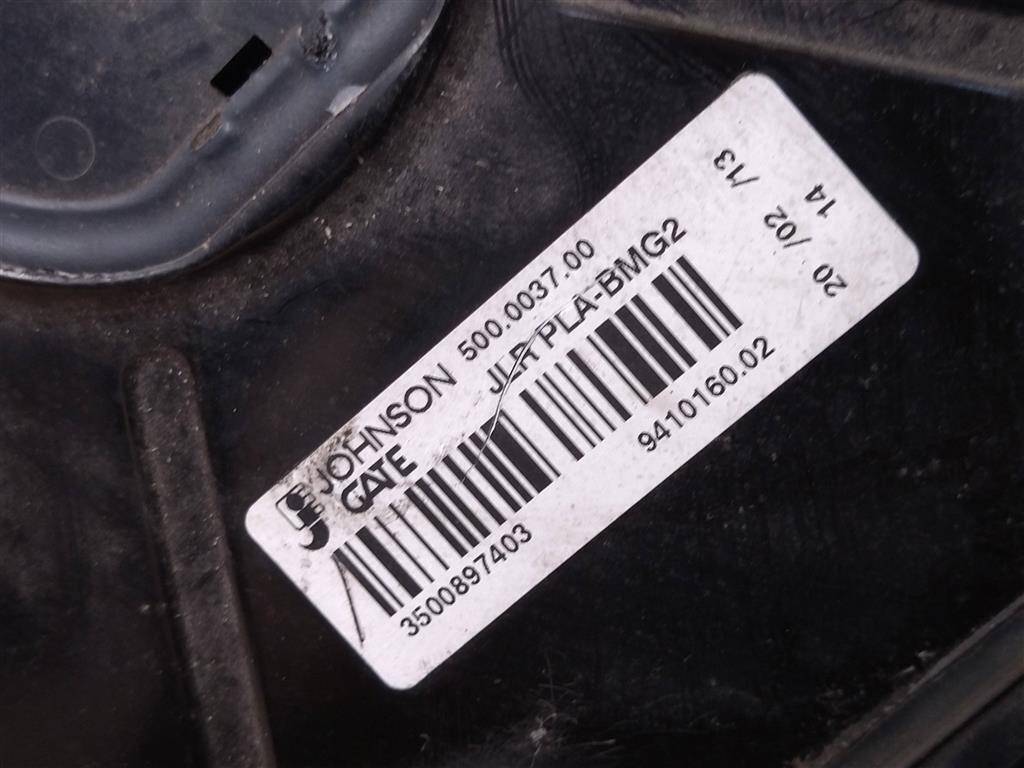 JOHNSON 500.0037.00
GATE JLR PLA-BMG2
3500897403 9410160.02
20 /02 /13
14